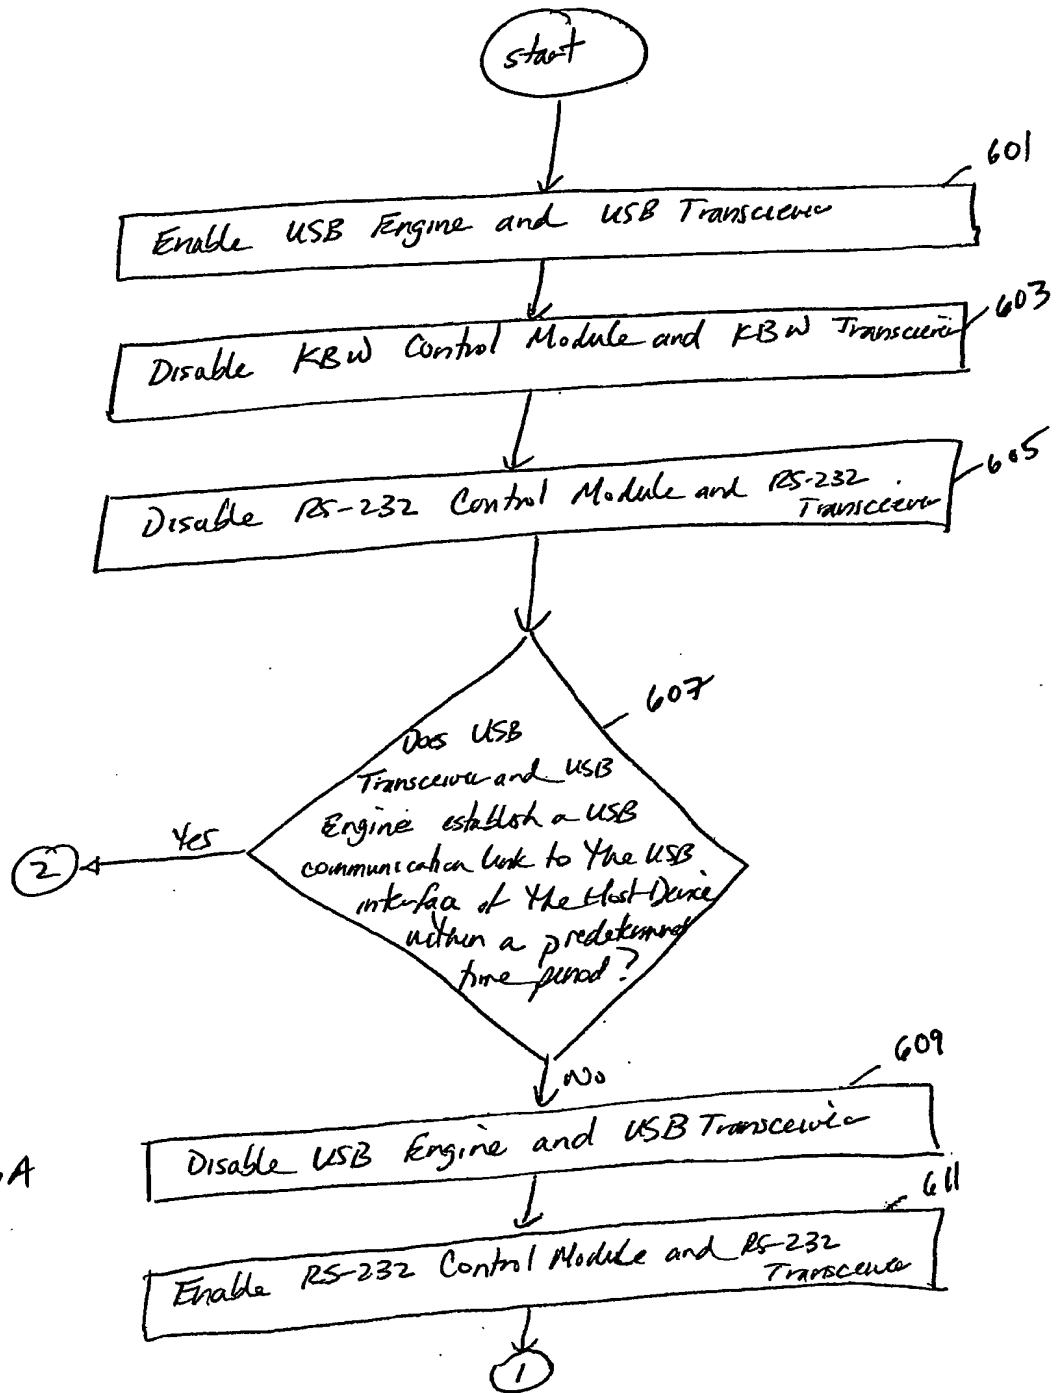 start
601
Enable USB Engine and USB Transceiver
603
Disable KBW Control Module and KBW Transceiver
605
Disable RS-232 Control Module and RS-232
Transceiver
607
Does USB
Transceiver and USB
Engine establish a USB
communication link to the USB
interface of the Host Device
within a predetermined
time period?
Yes
2
No
609
Disable USB Engine and USB Transceiver
A
611
Enable RS-232 Control Module and RS-232
Transceiver
1